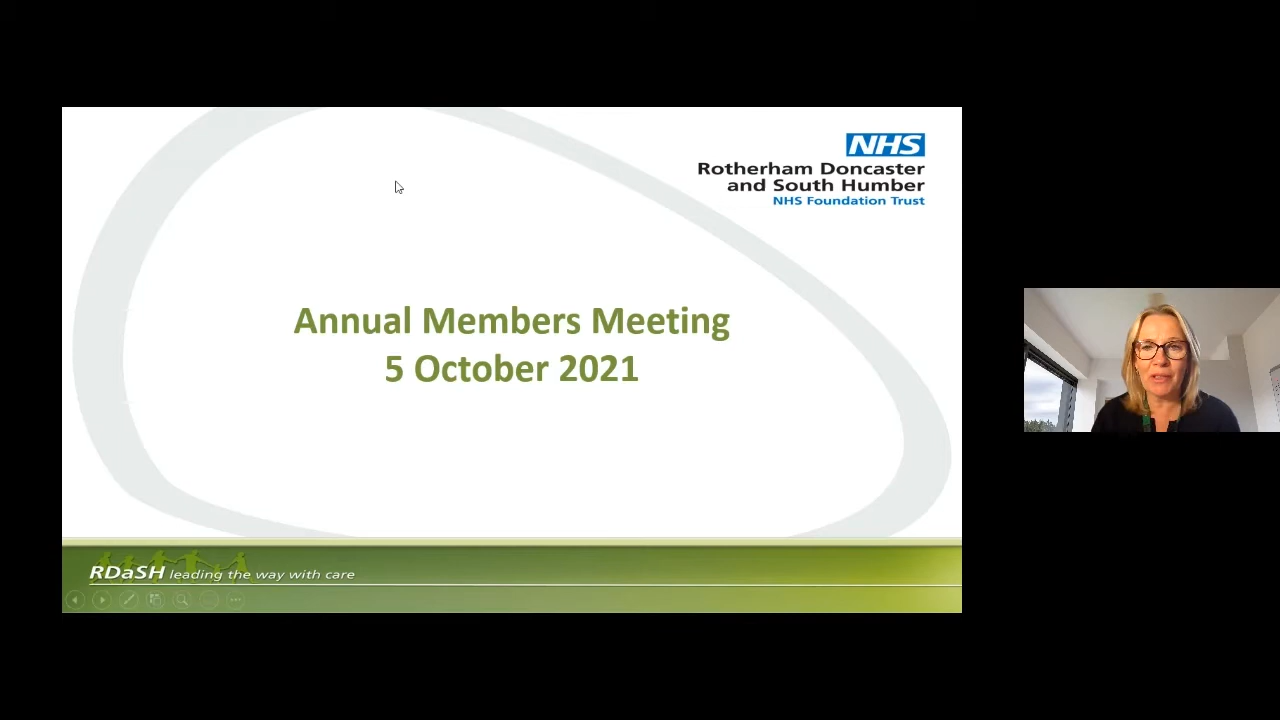 NHS
Rotherham Doncaster
and South Humber
NHS Foundation Trust
Annual Members Meeting
5 October 2021
RDaSH leading the way with care